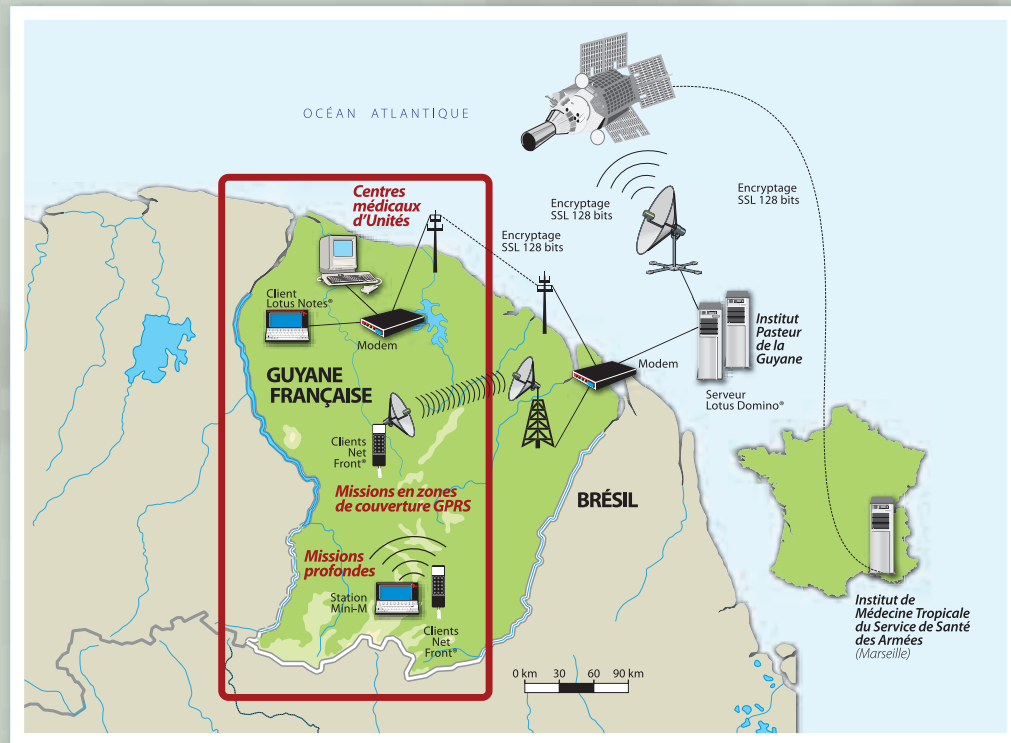 OCÉAN ATLANTIQUE
Centres
médicaux
d'Unités
Encryptage
SSL 128 bits
Encryptage
SSL 128 bits
Encryptage
SSL 128 bits
Client
Lotus Notes®
Modem
Institut
Pasteur
de la
Guyane
Modem
Serveur
Lotus Domino®
GUYANE
FRANÇAISE
Clients
Net
Front®
Missions en zones
de couverture GPRS
BRÉSIL
Missions
profondes
Station
Mini-M
Clients
Net
Front®
Institut de
Médecine Tropicale
du Service de Santé
des Armées
(Marseille)
0 km 30 60 90 km